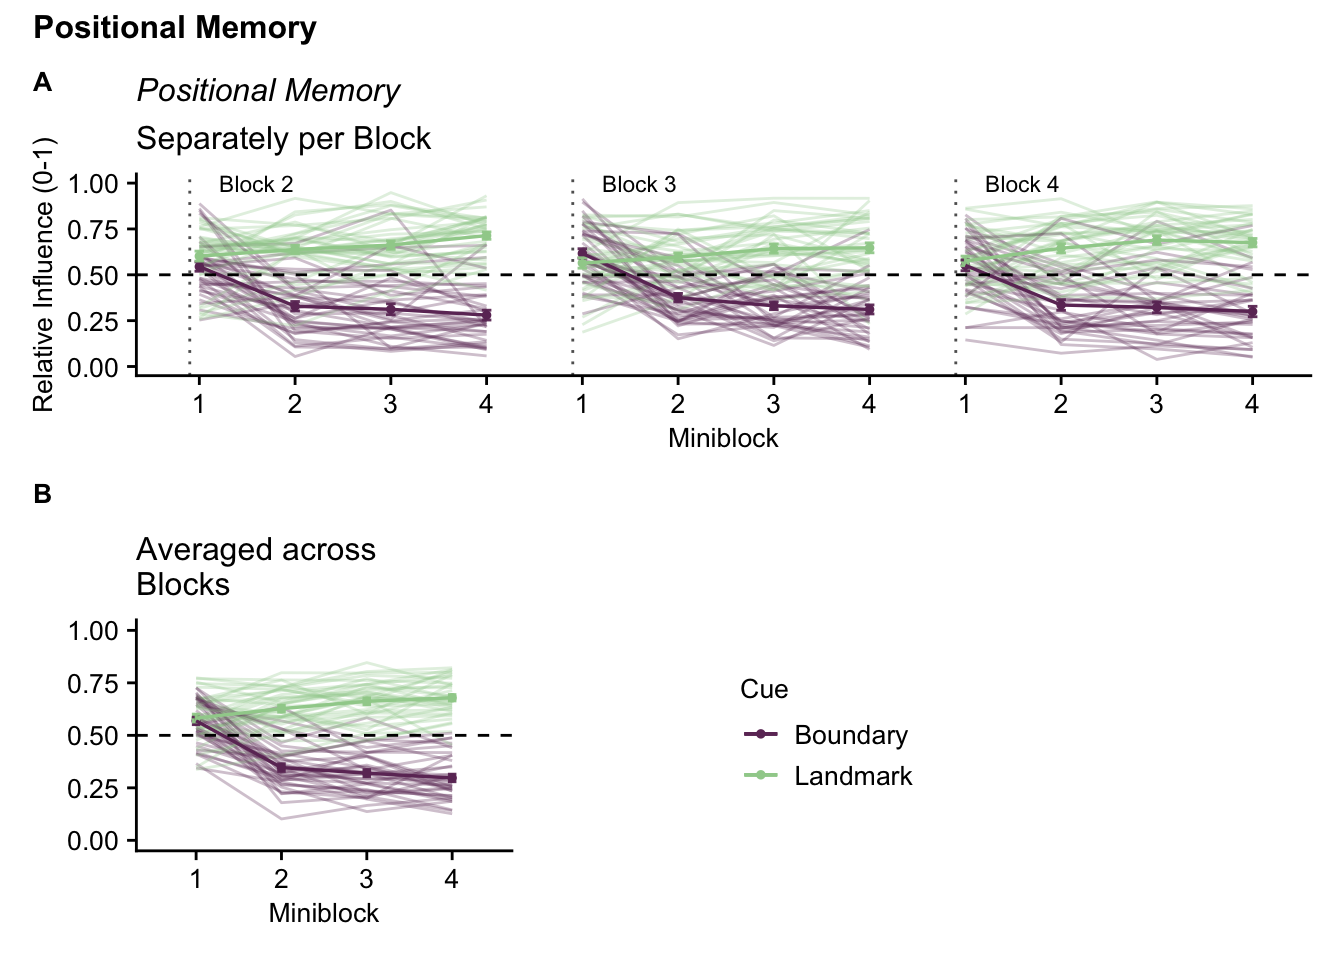 Positional Memory
A
Positional Memory
Separately per Block
Relative Influence (0-1)
1.00
0.75
0.50
0.25
0.00
Block 2
Block 3
Block 4
1 2 3 4 1 2 3 4 1 2 3 4
Miniblock
B
Averaged across
Blocks
1.00
0.75
0.50
0.25
0.00
1 2 3 4
Miniblock
Cue
Boundary
Landmark